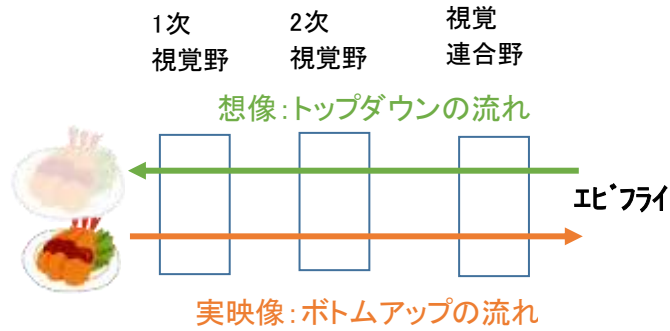 1次
視覚野
2次
視覚野
視覚
連合野
想像：トップダウンの流れ
エビフライ
実映像：ボトムアップの流れ